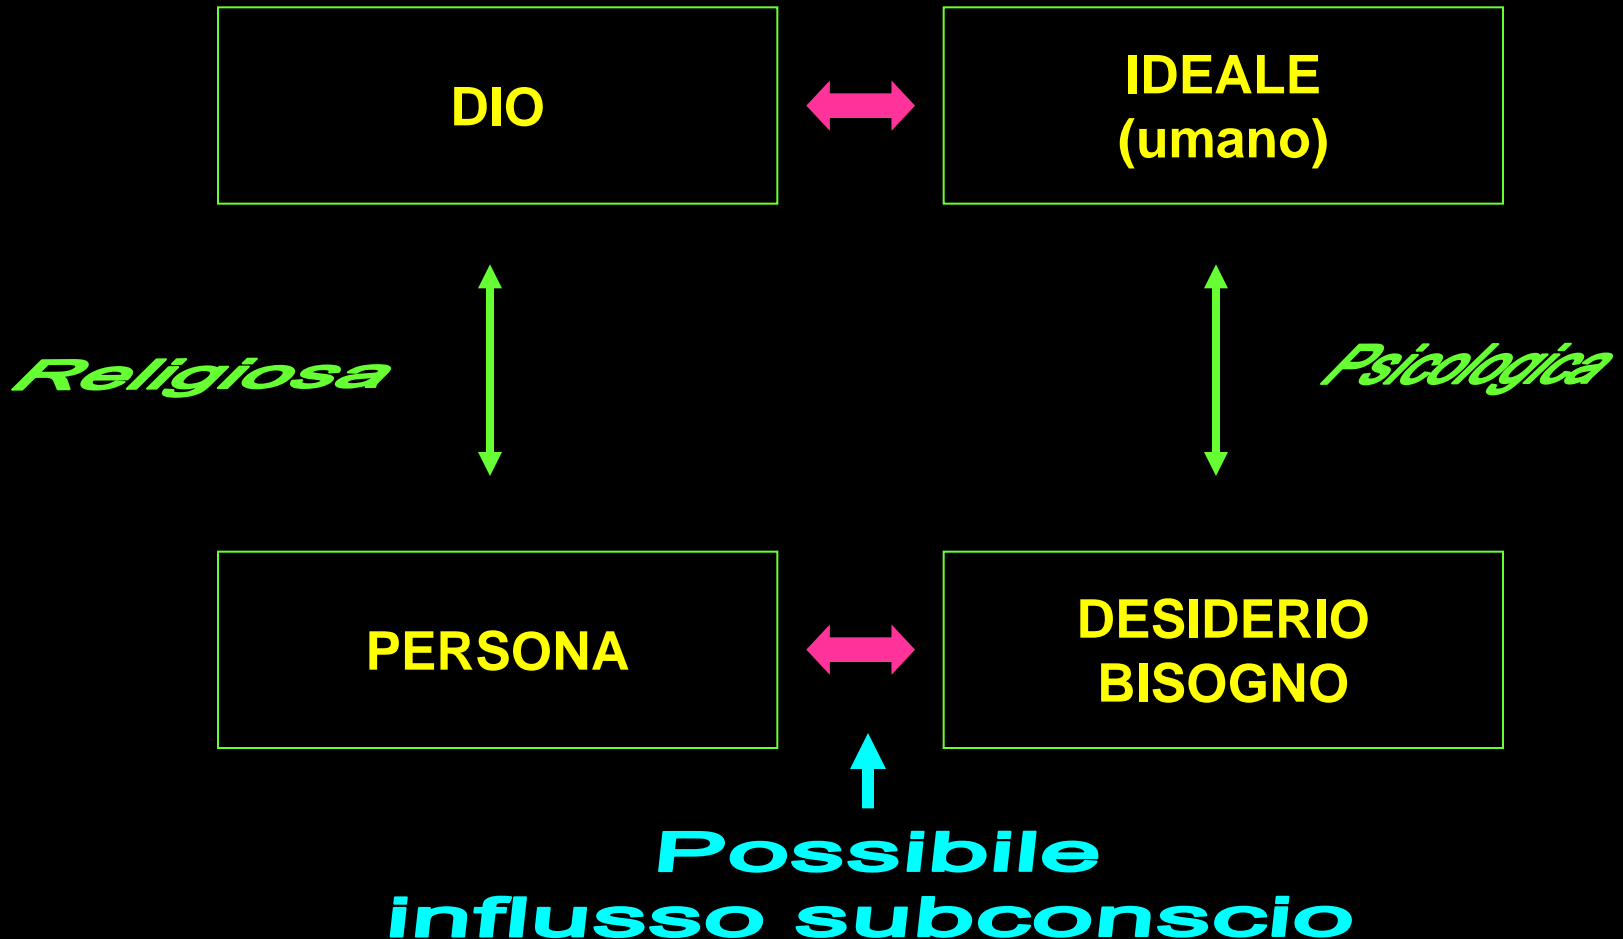 DIO
IDEALE
(umano)
Religiosa
Psicologica
PERSONA
DESIDERIO
BISOGNO
Possibile
influsso subconscio